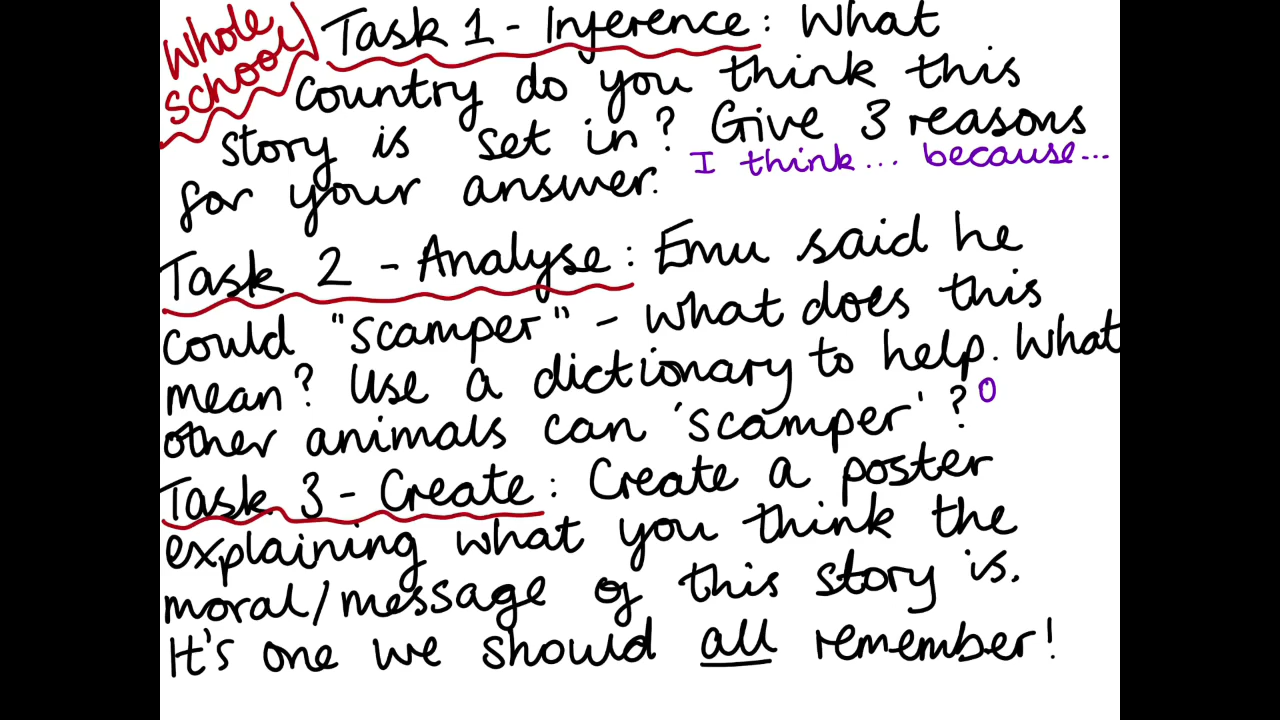 Whole school) Task 1 - Inference: What
country do you think this
story is set in? Give 3 reasons
I think... because...
for your answer.
Task 2 - Analyse: Emu said he
could "scamper" - what does this
mean? Use a dictionary to help. What
other animals can 'scamper'?
Task 3 - Create: Create a poster
explaining what you think the
moral/message of this story is.
It's one we should all remember!